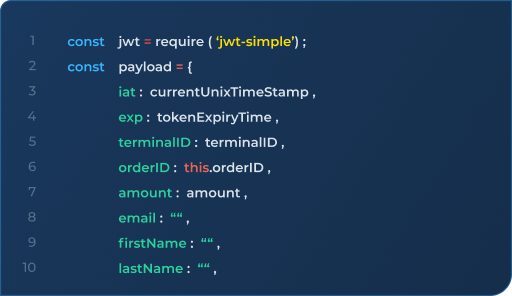 1 const jwt = require ( ‘jwt-simple’) ;
2 const payload = {
3 iat : currentUnixTimeStamp ,
4 exp : tokenExpiryTime ,
5 terminalID : terminalID ,
6 orderID : this.orderID ,
7 amount : amount ,
8 email : ““ ,
9 firstName : ““ ,
10 lastName : ““ ,